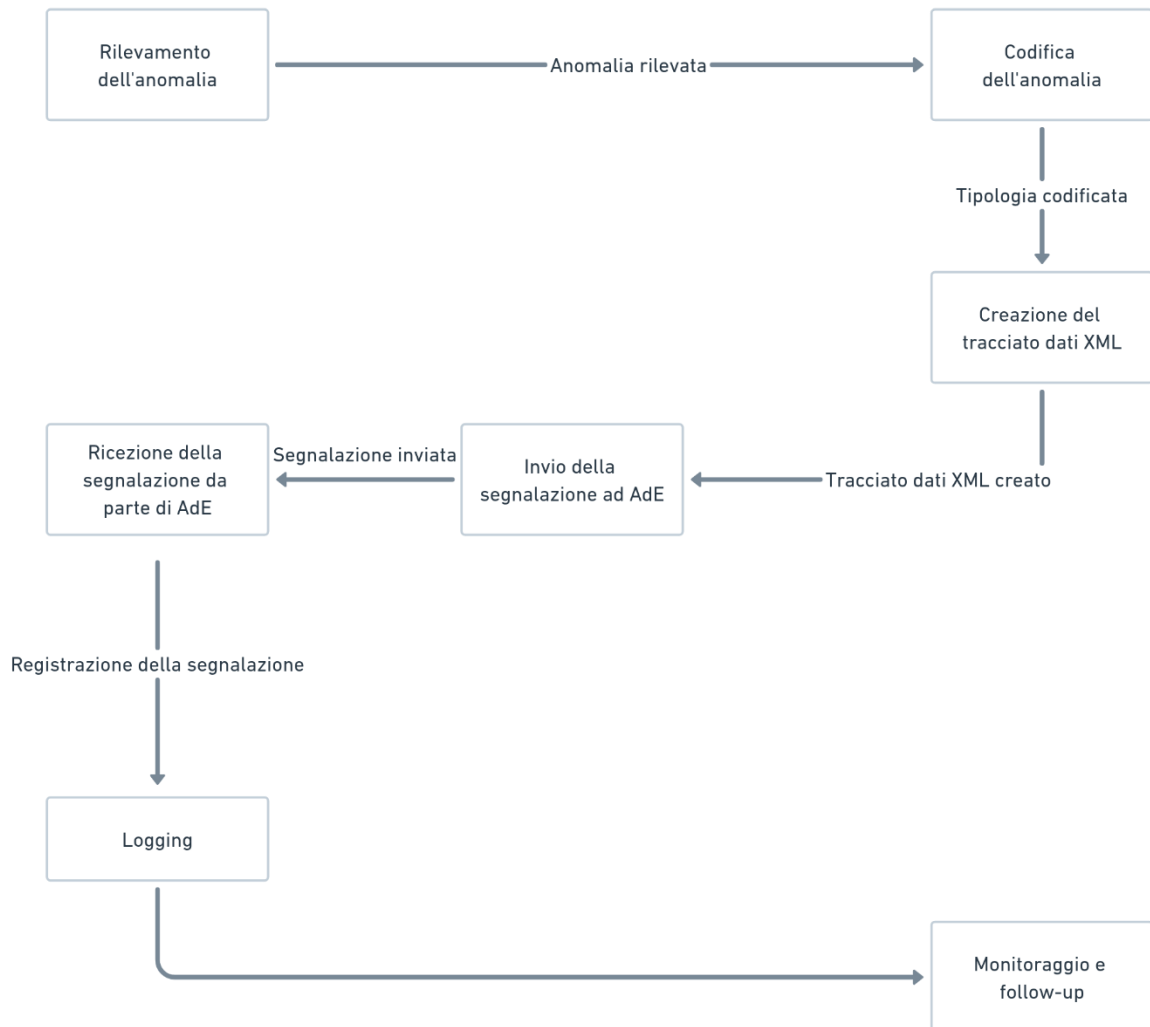 Rilevamento
dell'anomalia
Anomalia rilevata
Codifica
dell'anomalia
Tipologia codificata
Creazione del
tracciato dati XML
Tracciato dati XML creato
Invio della
segnalazione ad AdE
Segnalazione inviata
Ricezione della
segnalazione da
parte di AdE
Registrazione della segnalazione
Logging
Monitoraggio e
follow-up